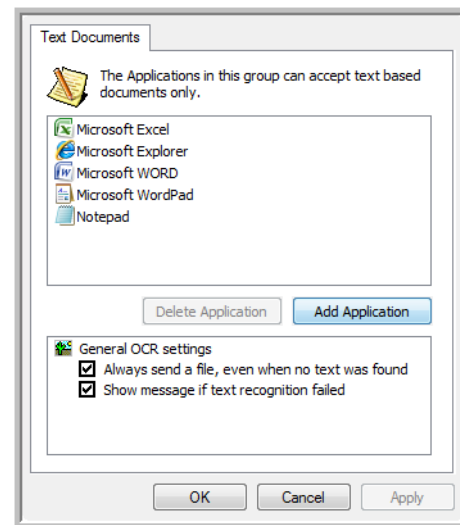 Text Documents
The Applications in this group can accept text based
documents only.
Microsoft Excel
Microsoft Explorer
Microsoft WORD
Microsoft WordPad
Notepad
Delete Application
Add Application
General OCR settings
Always send a file, even when no text was found
Show message if text recognition failed
OK
Cancel
Apply